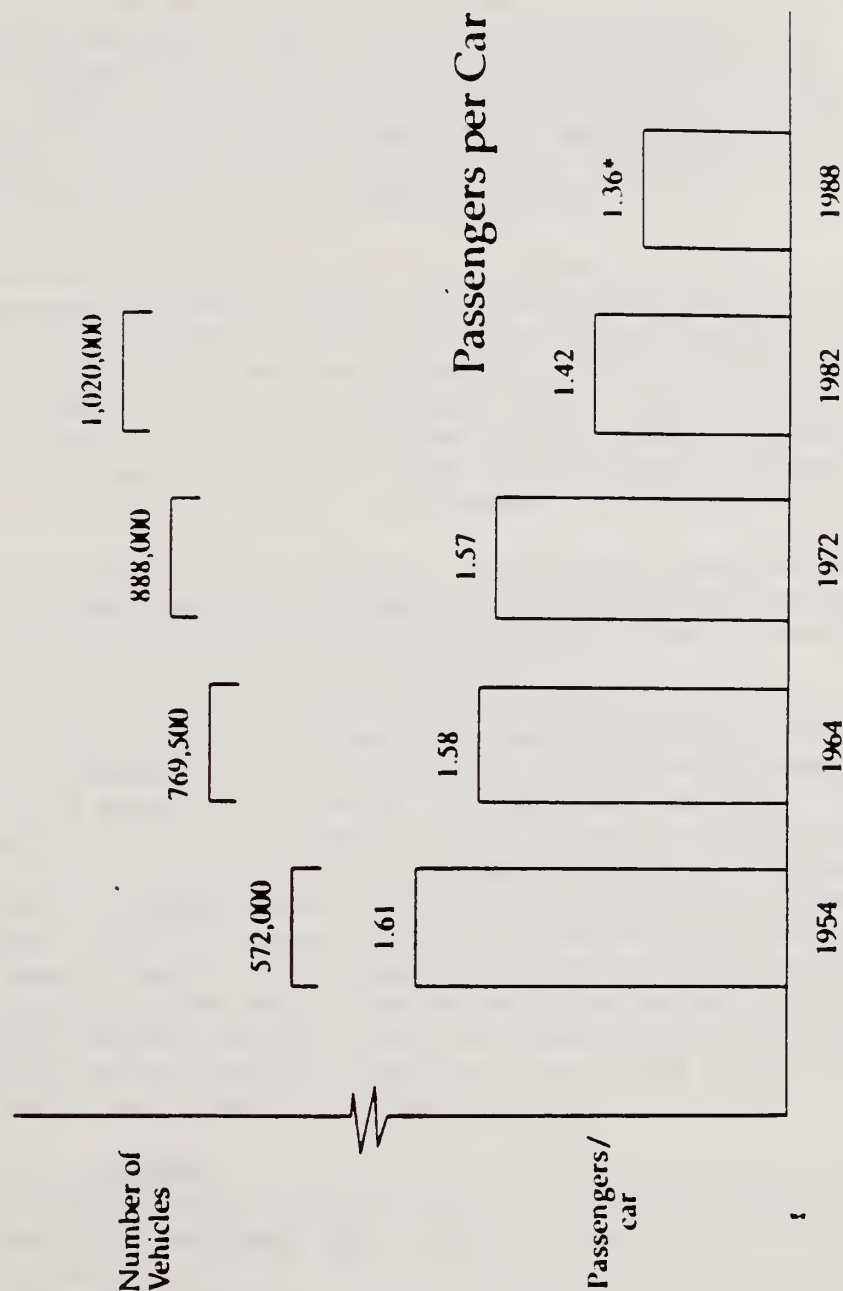 Number of
Vehicles
572,000
769,500
888,000
1,020,000
Passengers per Car
Passengers/
car
1.61
1.58
1.57
1.42
1.36*
1954
1964
1972
1982
1988